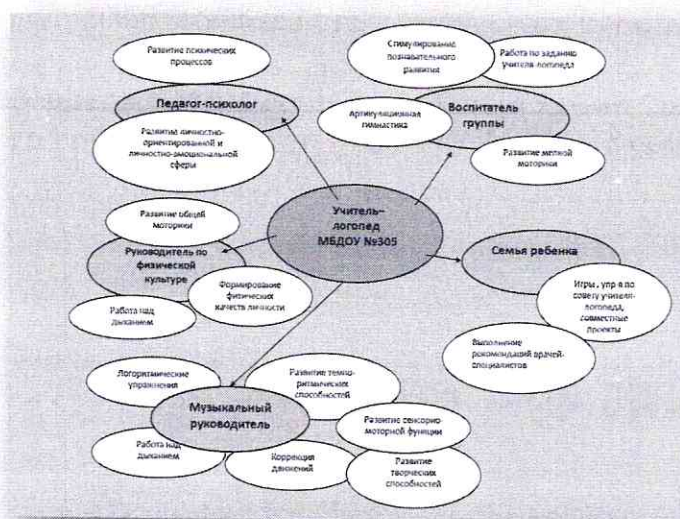 Развитие психических
процессов
Педагог-психолог
Развитие личностно-
ориентированной и
личностно-эмоциональной
сферы
Стимулирование
познавательного
развития
Работа по заданию
учителя-логопеда
Артикуляционная
гимнастика
Воспитатель
группы
Развитие мелкой
моторики
Учитель–
логопед
МБДОУ №305
Развитие общей
моторики
Руководитель по
физической
культуре
Формирование
физических
качеств личности
Работа над
дыханием
Семья ребенка
Игры, упр-я по
совету учителя-
логопеда,
совместные
проекты
Выполнение
рекомендаций врачей-
специалистов
Логоритмические
упражнения
Развитие темпо-
ритмических
способностей
Музыкальный
руководитель
Развитие сенсорно-
моторной функции
Работа над
дыханием
Коррекция
движений
Развитие
творческих
способностей